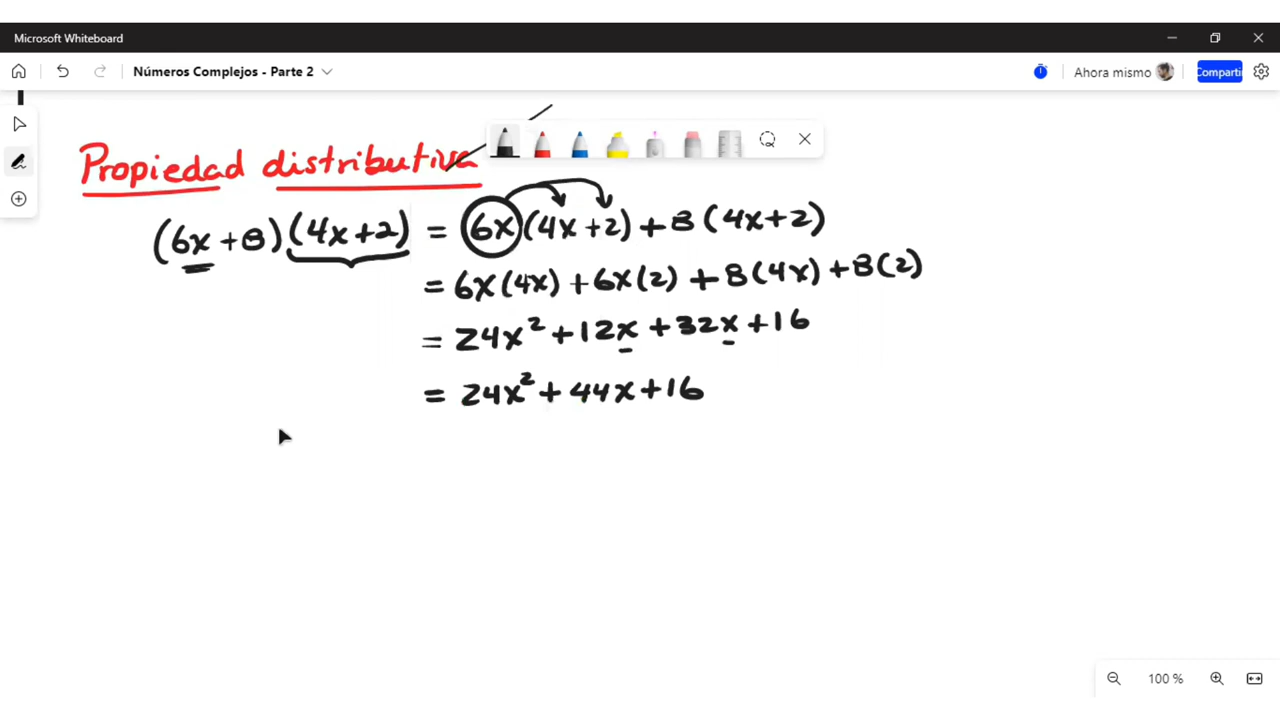 Microsoft Whiteboard
Números Complejos - Parte 2
Ahora mismo
Comparti
Propiedad distributiva
(6x+8)(4x+2) = 6x(4x+2)+8(4x+2)
= 6x(4x)+6x(2)+8(4x)+8(2)
= 24x²+12x+32x+16
= 24x²+44x+16
100 %